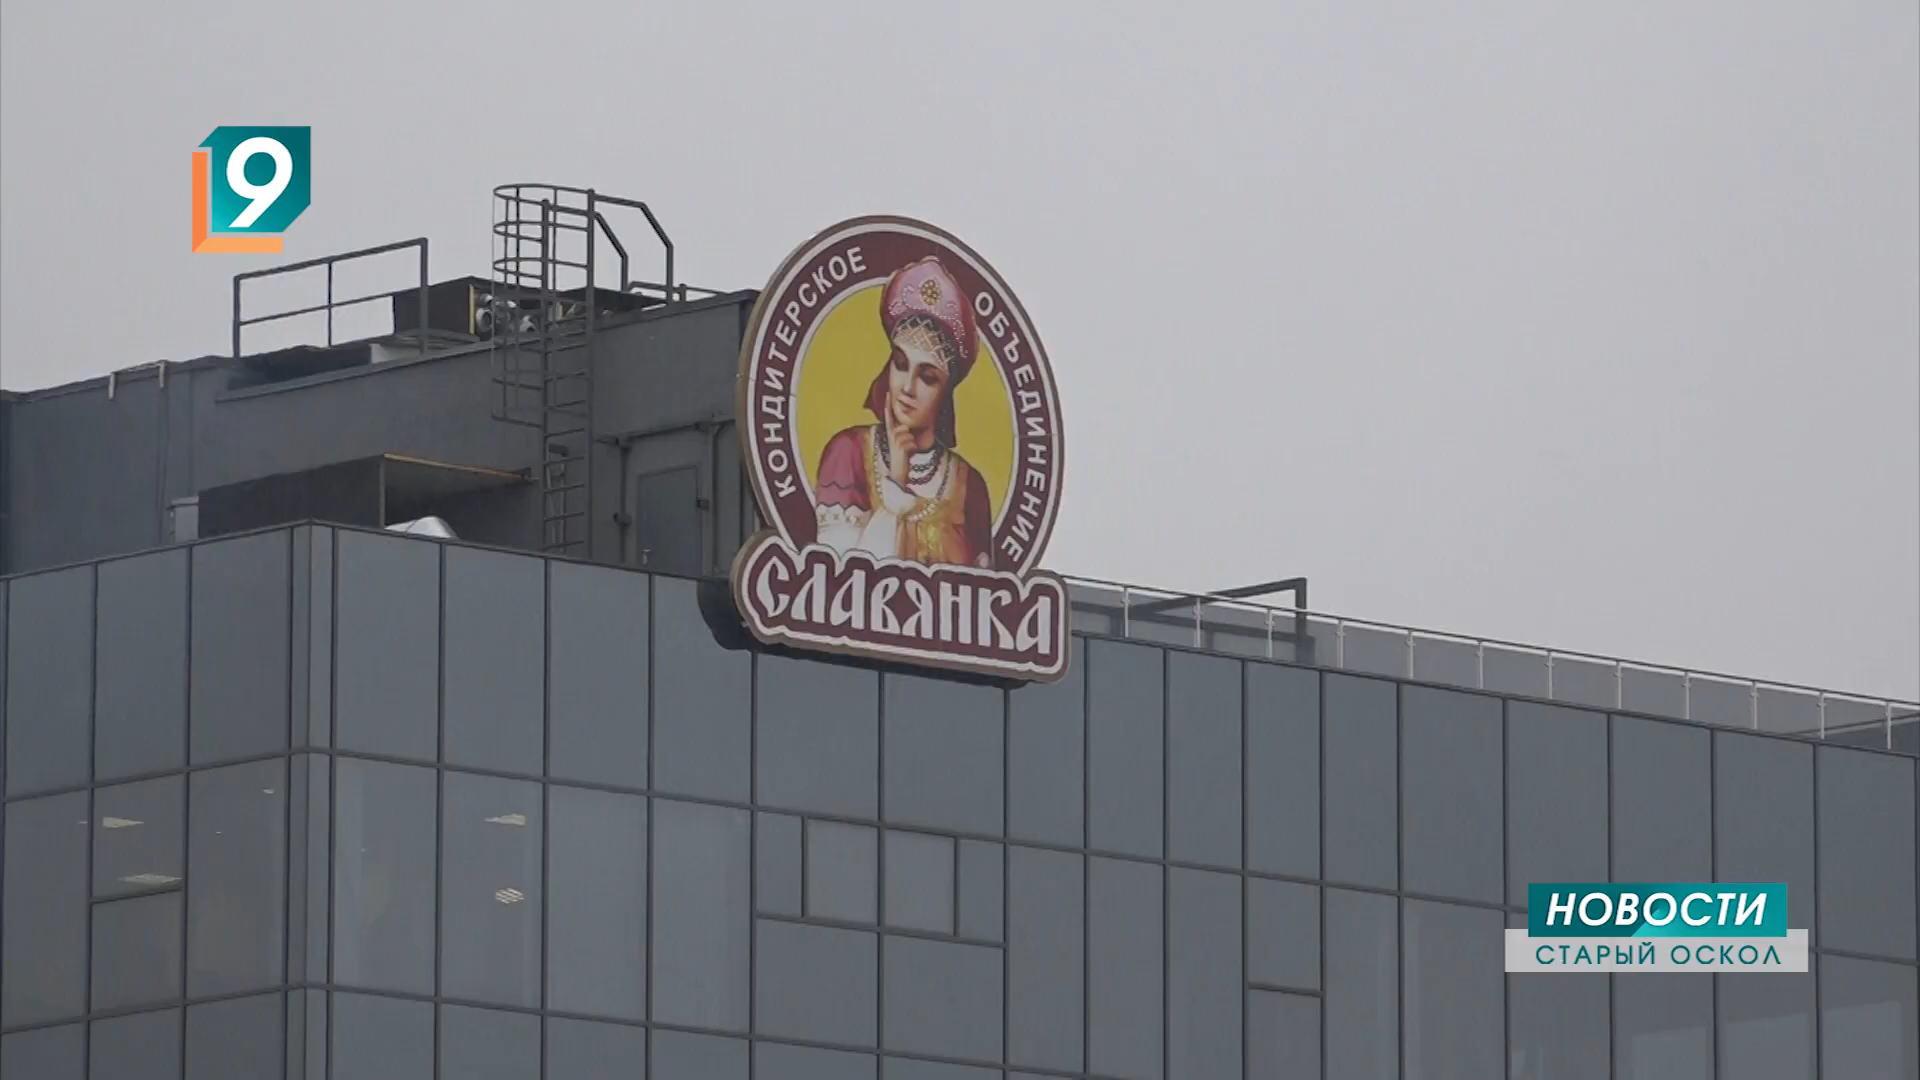 9
КОНДИТЕРСКОЕ ОБЪЕДИНЕНИЕ
СЛАВЯНКА
НОВОСТИ
СТАРЫЙ ОСКОЛ